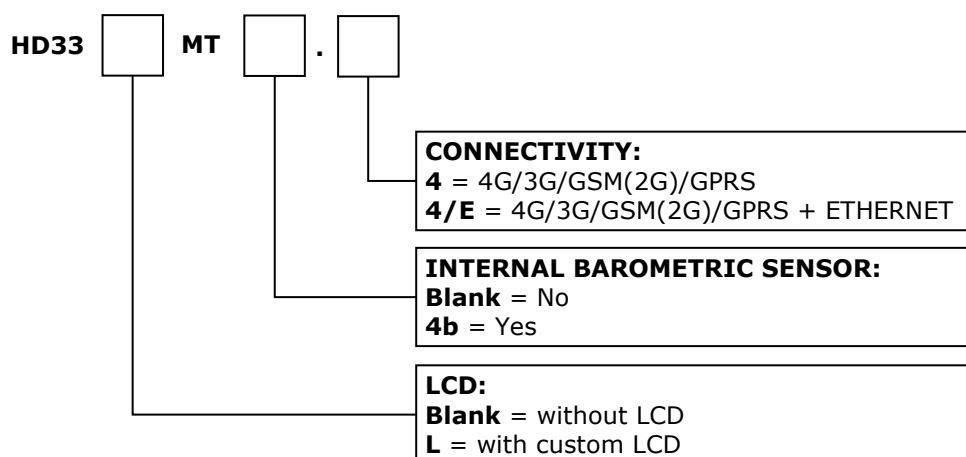 HD33 MT .
CONNECTIVITY:
4 = 4G/3G/GSM(2G)/GPRS
4/E = 4G/3G/GSM(2G)/GPRS + ETHERNET
INTERNAL BAROMETRIC SENSOR:
Blank = No
4b = Yes
LCD:
Blank = without LCD
L = with custom LCD